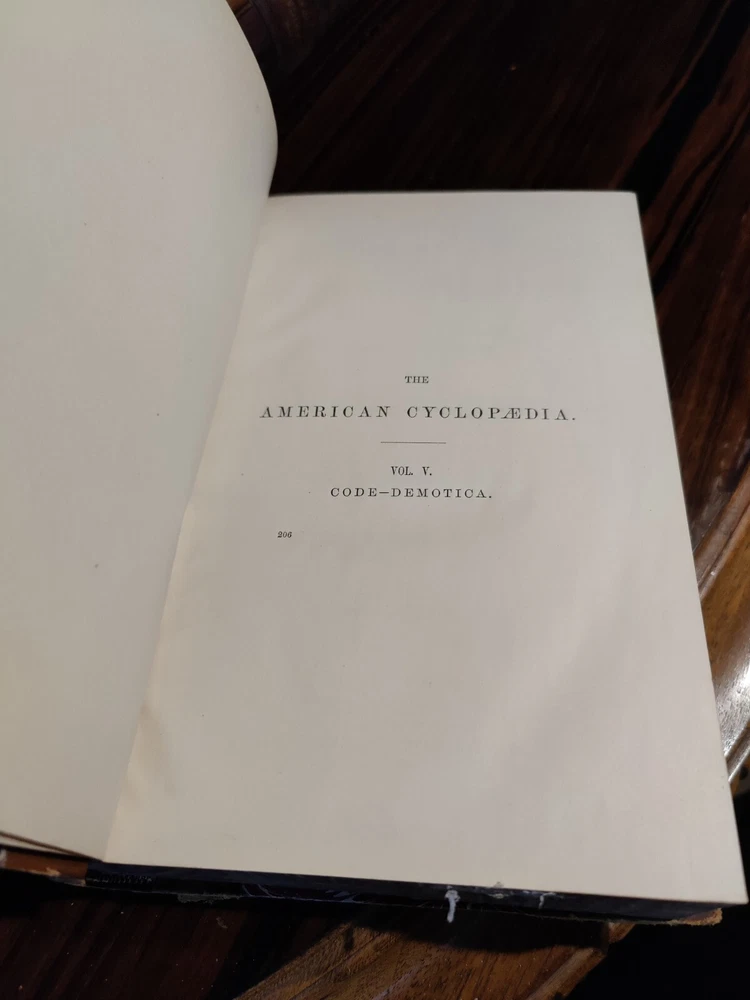 THE
AMERICAN CYCLOPÆDIA.
VOL. V.
CODE–DEMOTICA.
206